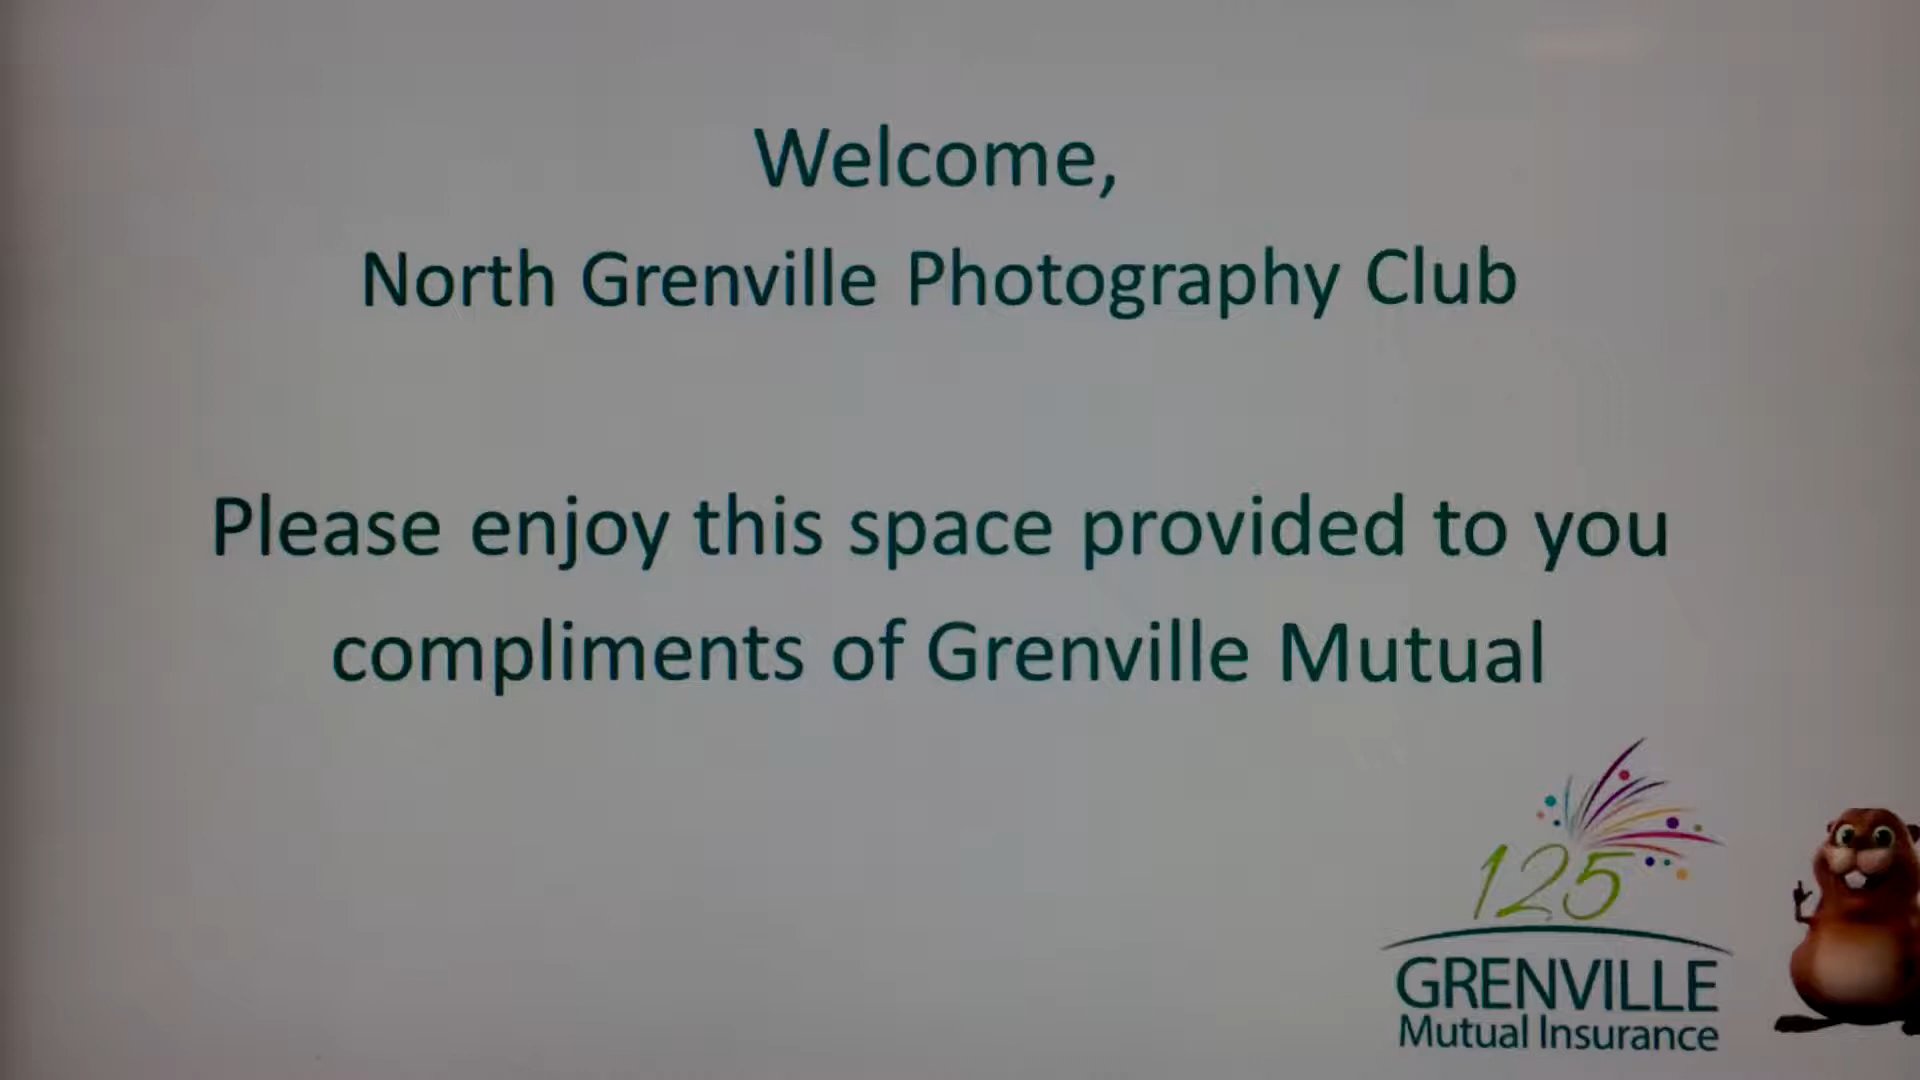 Welcome,
North Grenville Photography Club
Please enjoy this space provided to you
compliments of Grenville Mutual
125
GRENVILLE
Mutual Insurance